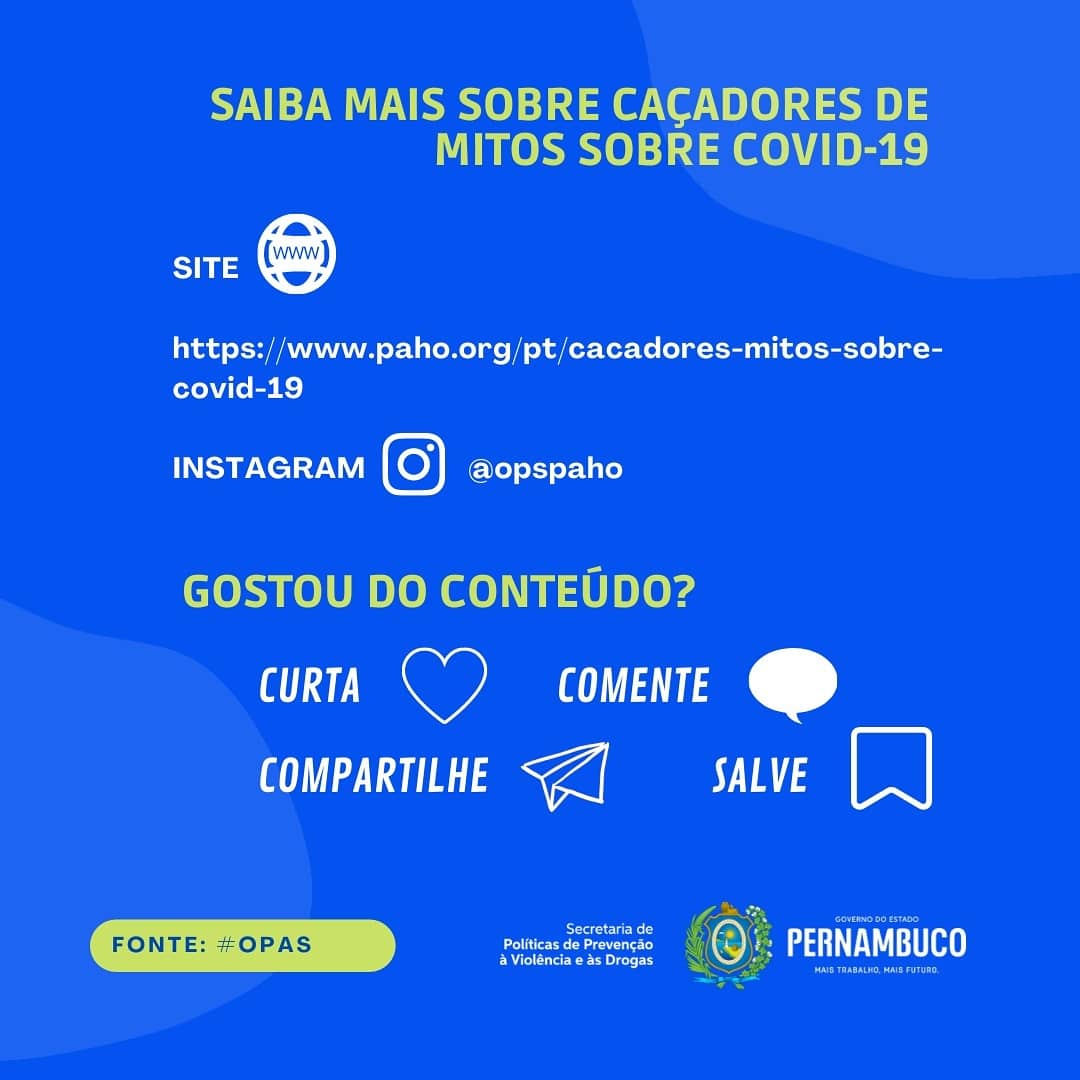 SAIBA MAIS SOBRE CAÇADORES DE
MITOS SOBRE COVID-19
SITE
WWW
https://www.paho.org/pt/cacadores-mitos-sobre-
covid-19
INSTAGRAM @opspaho
GOSTOU DO CONTEÚDO?
CURTA COMENTE
COMPARTILHE SALVE
FONTE: #OPAS
Secretaria de
Políticas de Prevenção
à Violência e às Drogas
GOVERNO DO ESTADO
PERNAMBUCO
MAIS TRABALHO, MAIS FUTURO.